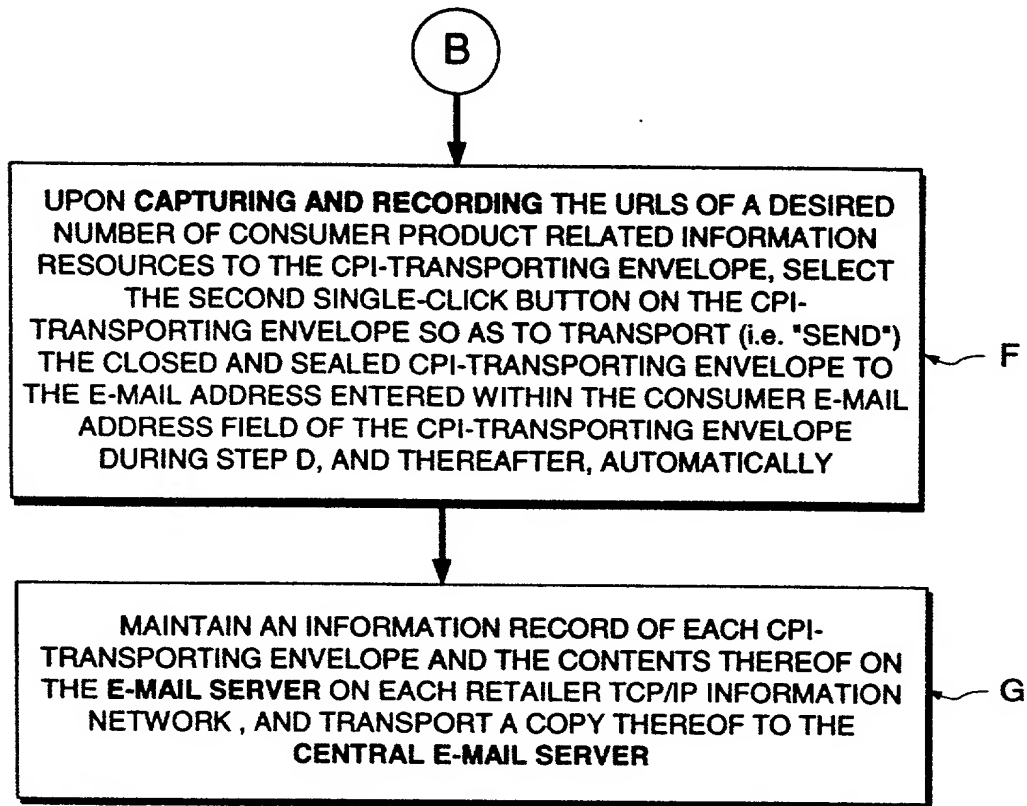 B
UPON CAPTURING AND RECORDING THE URLS OF A DESIRED
NUMBER OF CONSUMER PRODUCT RELATED INFORMATION
RESOURCES TO THE CPI-TRANSPORTING ENVELOPE, SELECT
THE SECOND SINGLE-CLICK BUTTON ON THE CPI-
TRANSPORTING ENVELOPE SO AS TO TRANSPORT (i.e. "SEND")
THE CLOSED AND SEALED CPI-TRANSPORTING ENVELOPE TO
THE E-MAIL ADDRESS ENTERED WITHIN THE CONSUMER E-MAIL
ADDRESS FIELD OF THE CPI-TRANSPORTING ENVELOPE
DURING STEP D, AND THEREAFTER, AUTOMATICALLY
F
MAINTAIN AN INFORMATION RECORD OF EACH CPI-
TRANSPORTING ENVELOPE AND THE CONTENTS THEREOF ON
THE E-MAIL SERVER ON EACH RETAILER TCP/IP INFORMATION
NETWORK , AND TRANSPORT A COPY THEREOF TO THE
CENTRAL E-MAIL SERVER
G